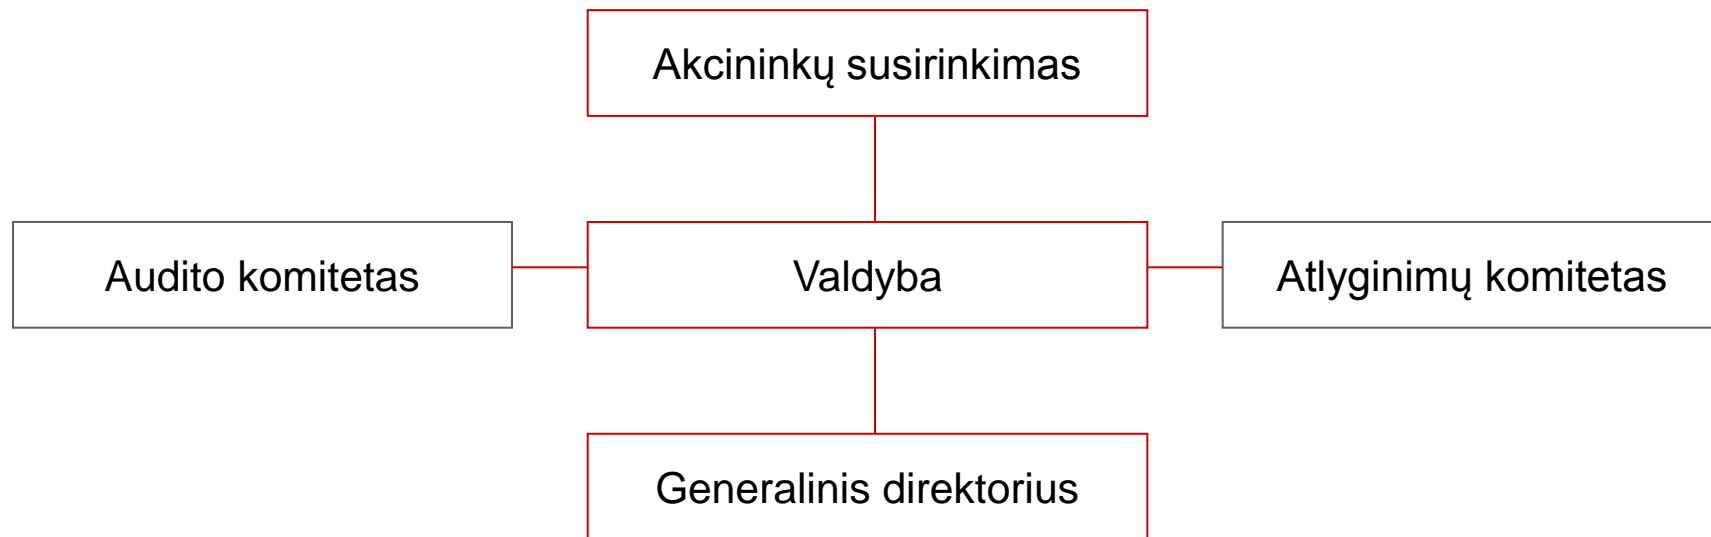 Akcininkų susirinkimas
Audito komitetas
Valdyba
Atlyginimų komitetas
Generalinis direktorius